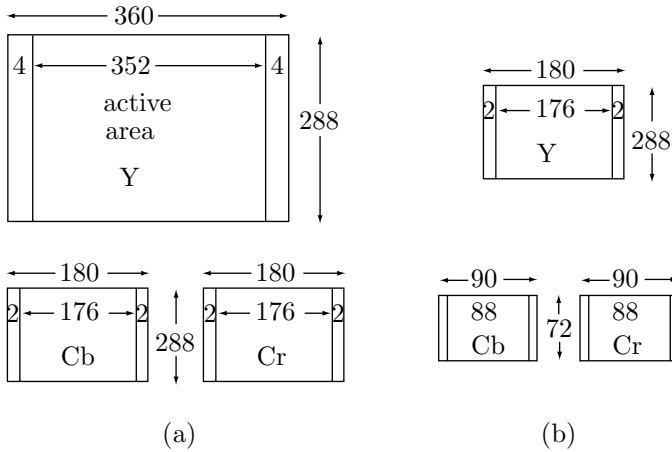 360
4 352 4
active
area
288
Y
180
2 176 2
288
Y
180 180
2 176 2 2 176 2
288
Cb Cr
90 90
88 88
72
Cb Cr
(a) (b)